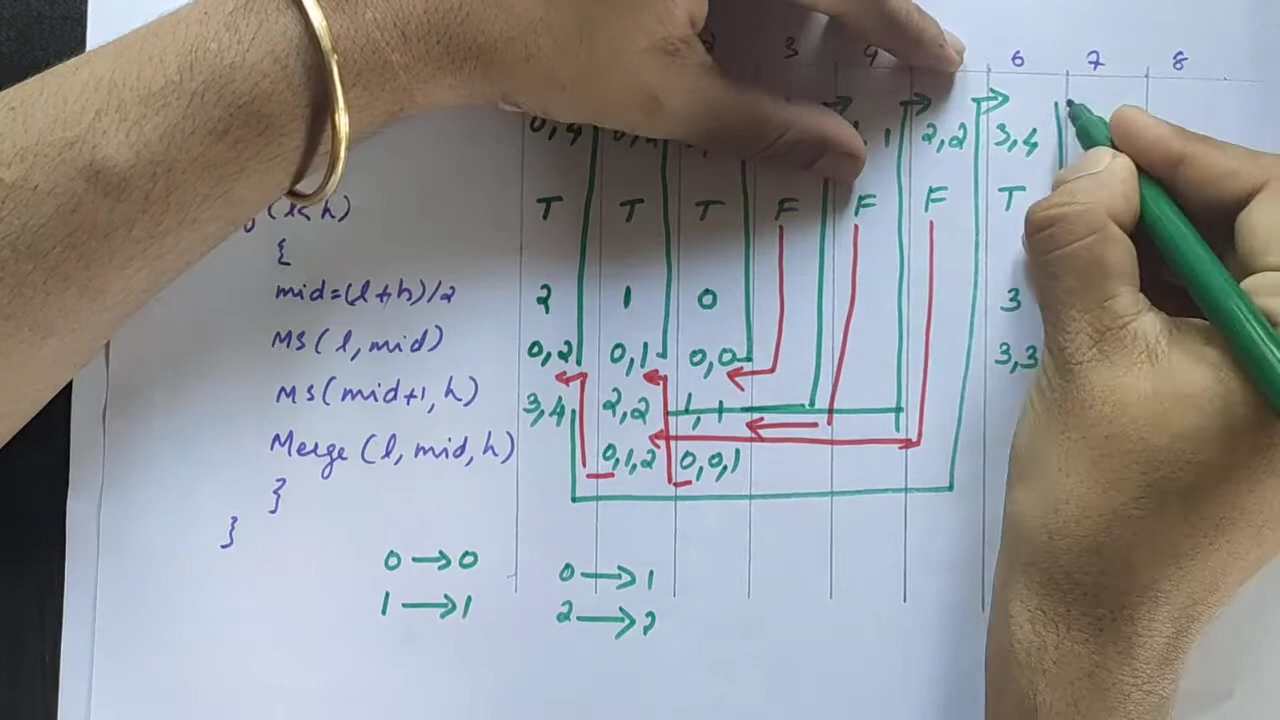 3 4 6 7 8
2,2 3,4
(l<h) T T T F F F T
{
mid=(l+h)/2 2 1 0 3
MS(l,mid) 0,2 0,1 0,0 3,3
MS(mid+1,h) 3,4 2,2 1,1
Merge(l,mid,h) 0,1,2 0,0,1
}
}
0→0 0→1
1→1 2→2